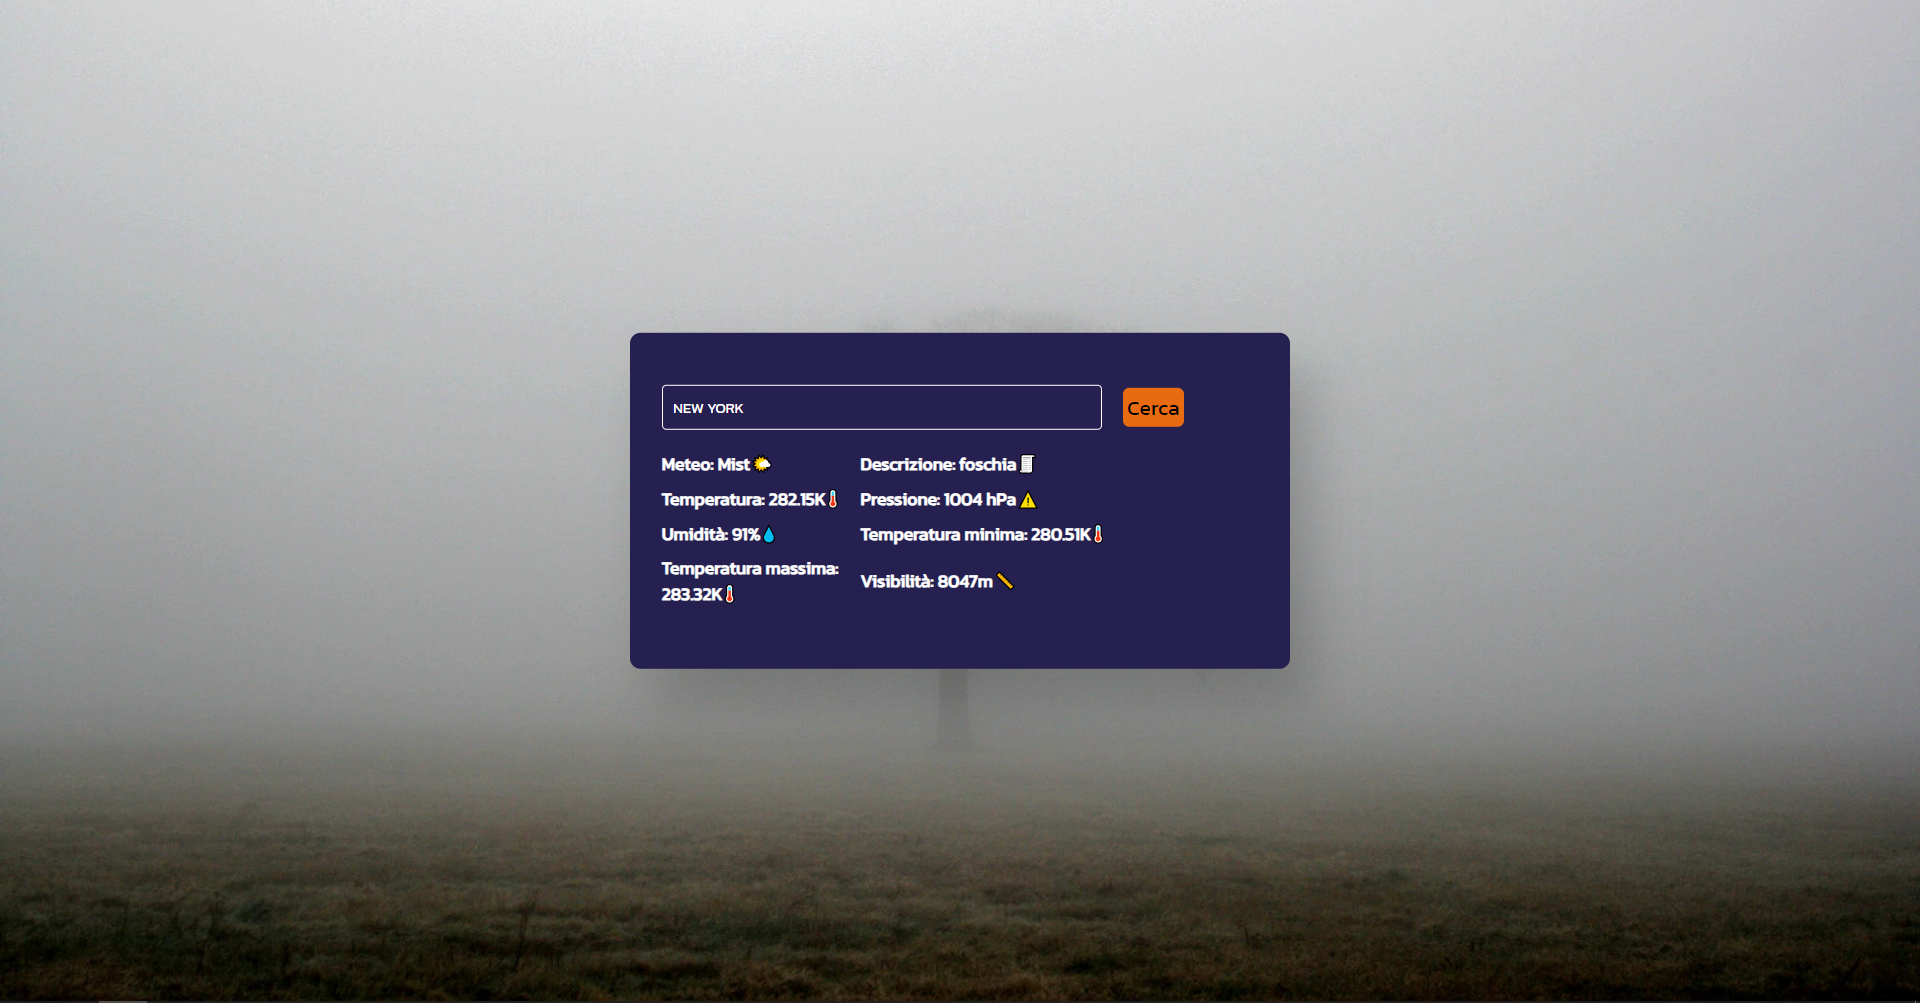 NEW YORK
Cerca
Meteo: Mist 🌤
Descrizione: foschia 🧾
Temperatura: 282.15K🌡
Pressione: 1004 hPa ⚠
Umidità: 91%💧
Temperatura minima: 280.51K🌡
Temperatura massima:
283.32K🌡
Visibilità: 8047m 📏